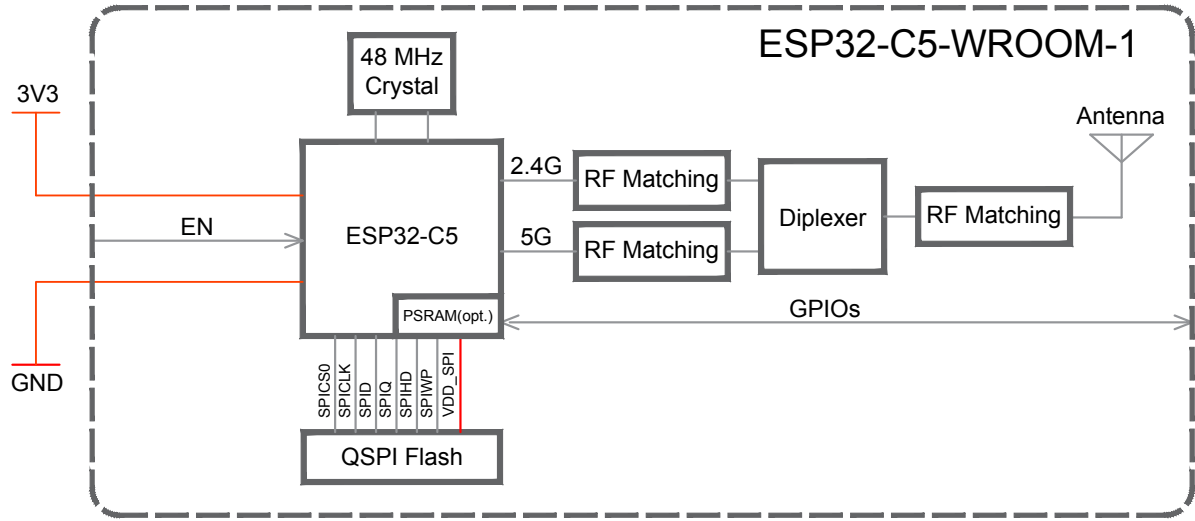 ESP32-C5-WROOM-1
48 MHz
Crystal
3V3
Antenna
2.4G
RF Matching
EN
ESP32-C5
5G
RF Matching
Diplexer
RF Matching
PSRAM(opt.)
GPIOs
GND
SPICS0
SPICLK
SPID
SPIQ
SPIHD
SPIWP
VDD_SPI
QSPI Flash